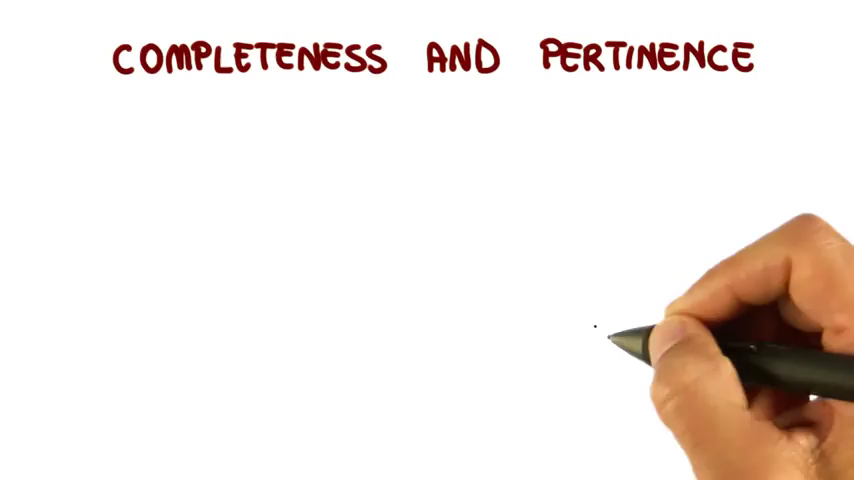 COMPLETENESS AND PERTINENCE